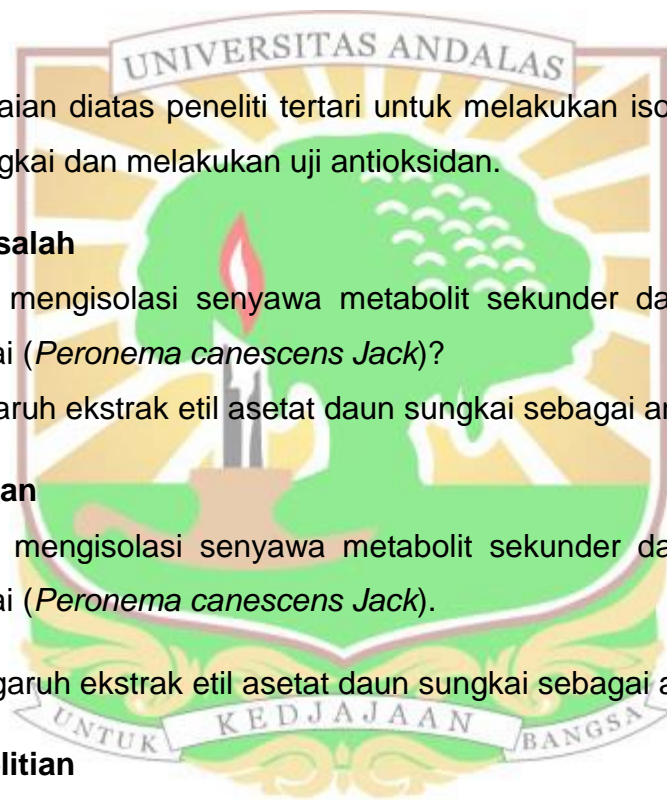 UNIVERSITAS ANDALAS
aian diatas peneliti tertari untuk melakukan iso
gkai dan melakukan uji antioksidan.
salah
mengisolasi senyawa metabolit sekunder da
ai (Peronema canescens Jack)?
aruh ekstrak etil asetat daun sungkai sebagai an
an
mengisolasi senyawa metabolit sekunder da
ai (Peronema canescens Jack).
garuh ekstrak etil asetat daun sungkai sebagai a
UNTUK KEDJAJAAN BANGSA
litian